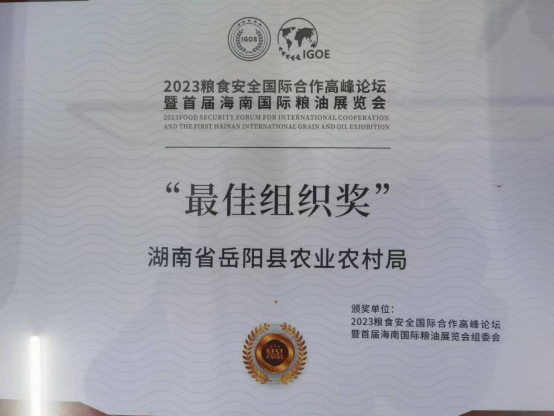 IGOS
IGOE
2023粮食安全国际合作高峰论坛
暨首届海南国际粮油展览会
2023FOOD SECURITY FORUM FOR INTERNATIONAL COOPERATION
AND THE FIRST HAINAN INTERNATIONAL GRAIN AND OIL EXHIBITION
“最佳组织奖”
湖南省岳阳县农业农村局
颁奖单位：
2023粮食安全国际合作高峰论坛
暨首届海南国际粮油展览会组委会
BEST